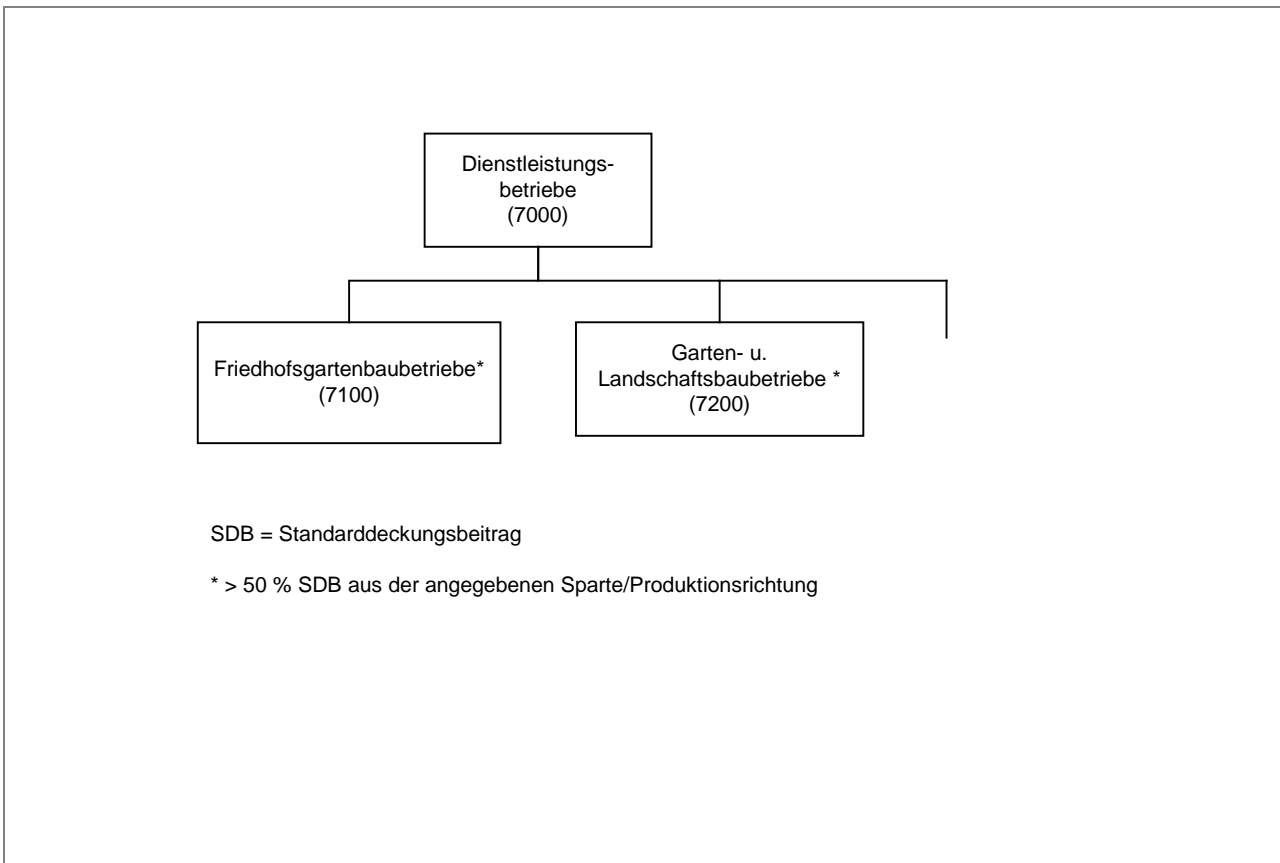 Dienstleistungs-
betriebe
(7000)
Friedhofsgartenbaubetriebe*
(7100)
Garten- u.
Landschaftsbaubetriebe *
(7200)
SDB = Standarddeckungsbeitrag
* > 50 % SDB aus der angegebenen Sparte/Produktionsrichtung